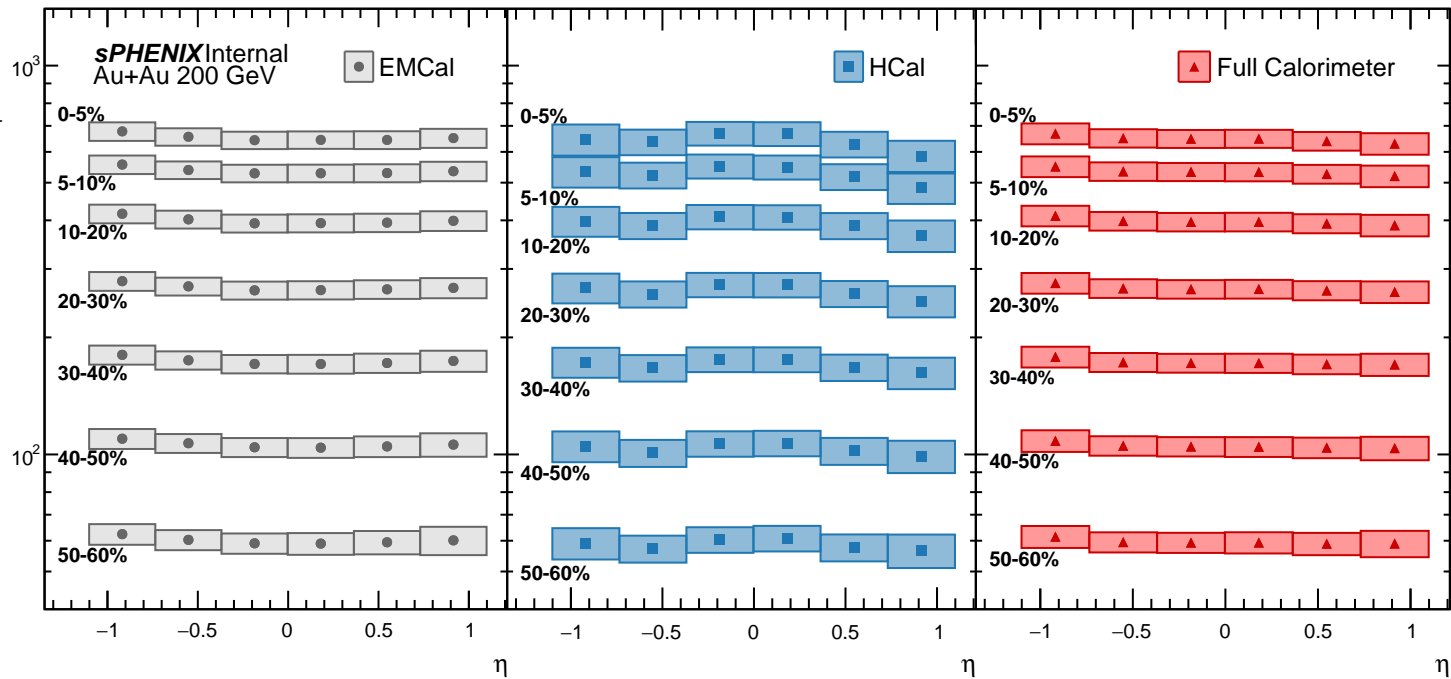 sPHENIX Internal
Au+Au 200 GeV
EMCal
10³
0-5%
5-10%
10-20%
20-30%
30-40%
40-50%
50-60%
10²
−1 −0.5 0 0.5 1
η
HCal
0-5%
5-10%
10-20%
20-30%
30-40%
40-50%
50-60%
−1 −0.5 0 0.5 1
η
Full Calorimeter
0-5%
5-10%
10-20%
20-30%
30-40%
40-50%
50-60%
−1 −0.5 0 0.5 1
η